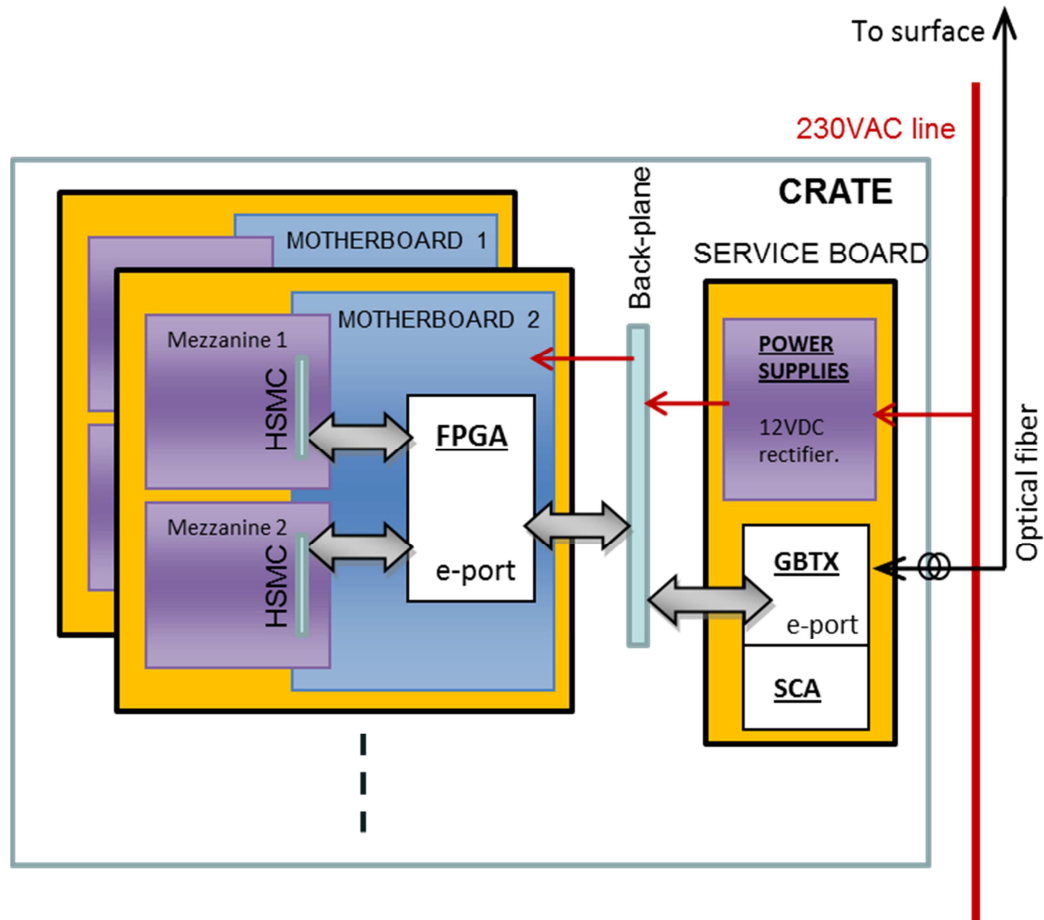 To surface
230VAC line
CRATE
Back-plane
SERVICE BOARD
MOTHERBOARD 1
MOTHERBOARD 2
Mezzanine 1
HSMC
FPGA
e-port
Mezzanine 2
HSMC
POWER
SUPPLIES
12VDC
rectifier.
GBTX
e-port
SCA
Optical fiber